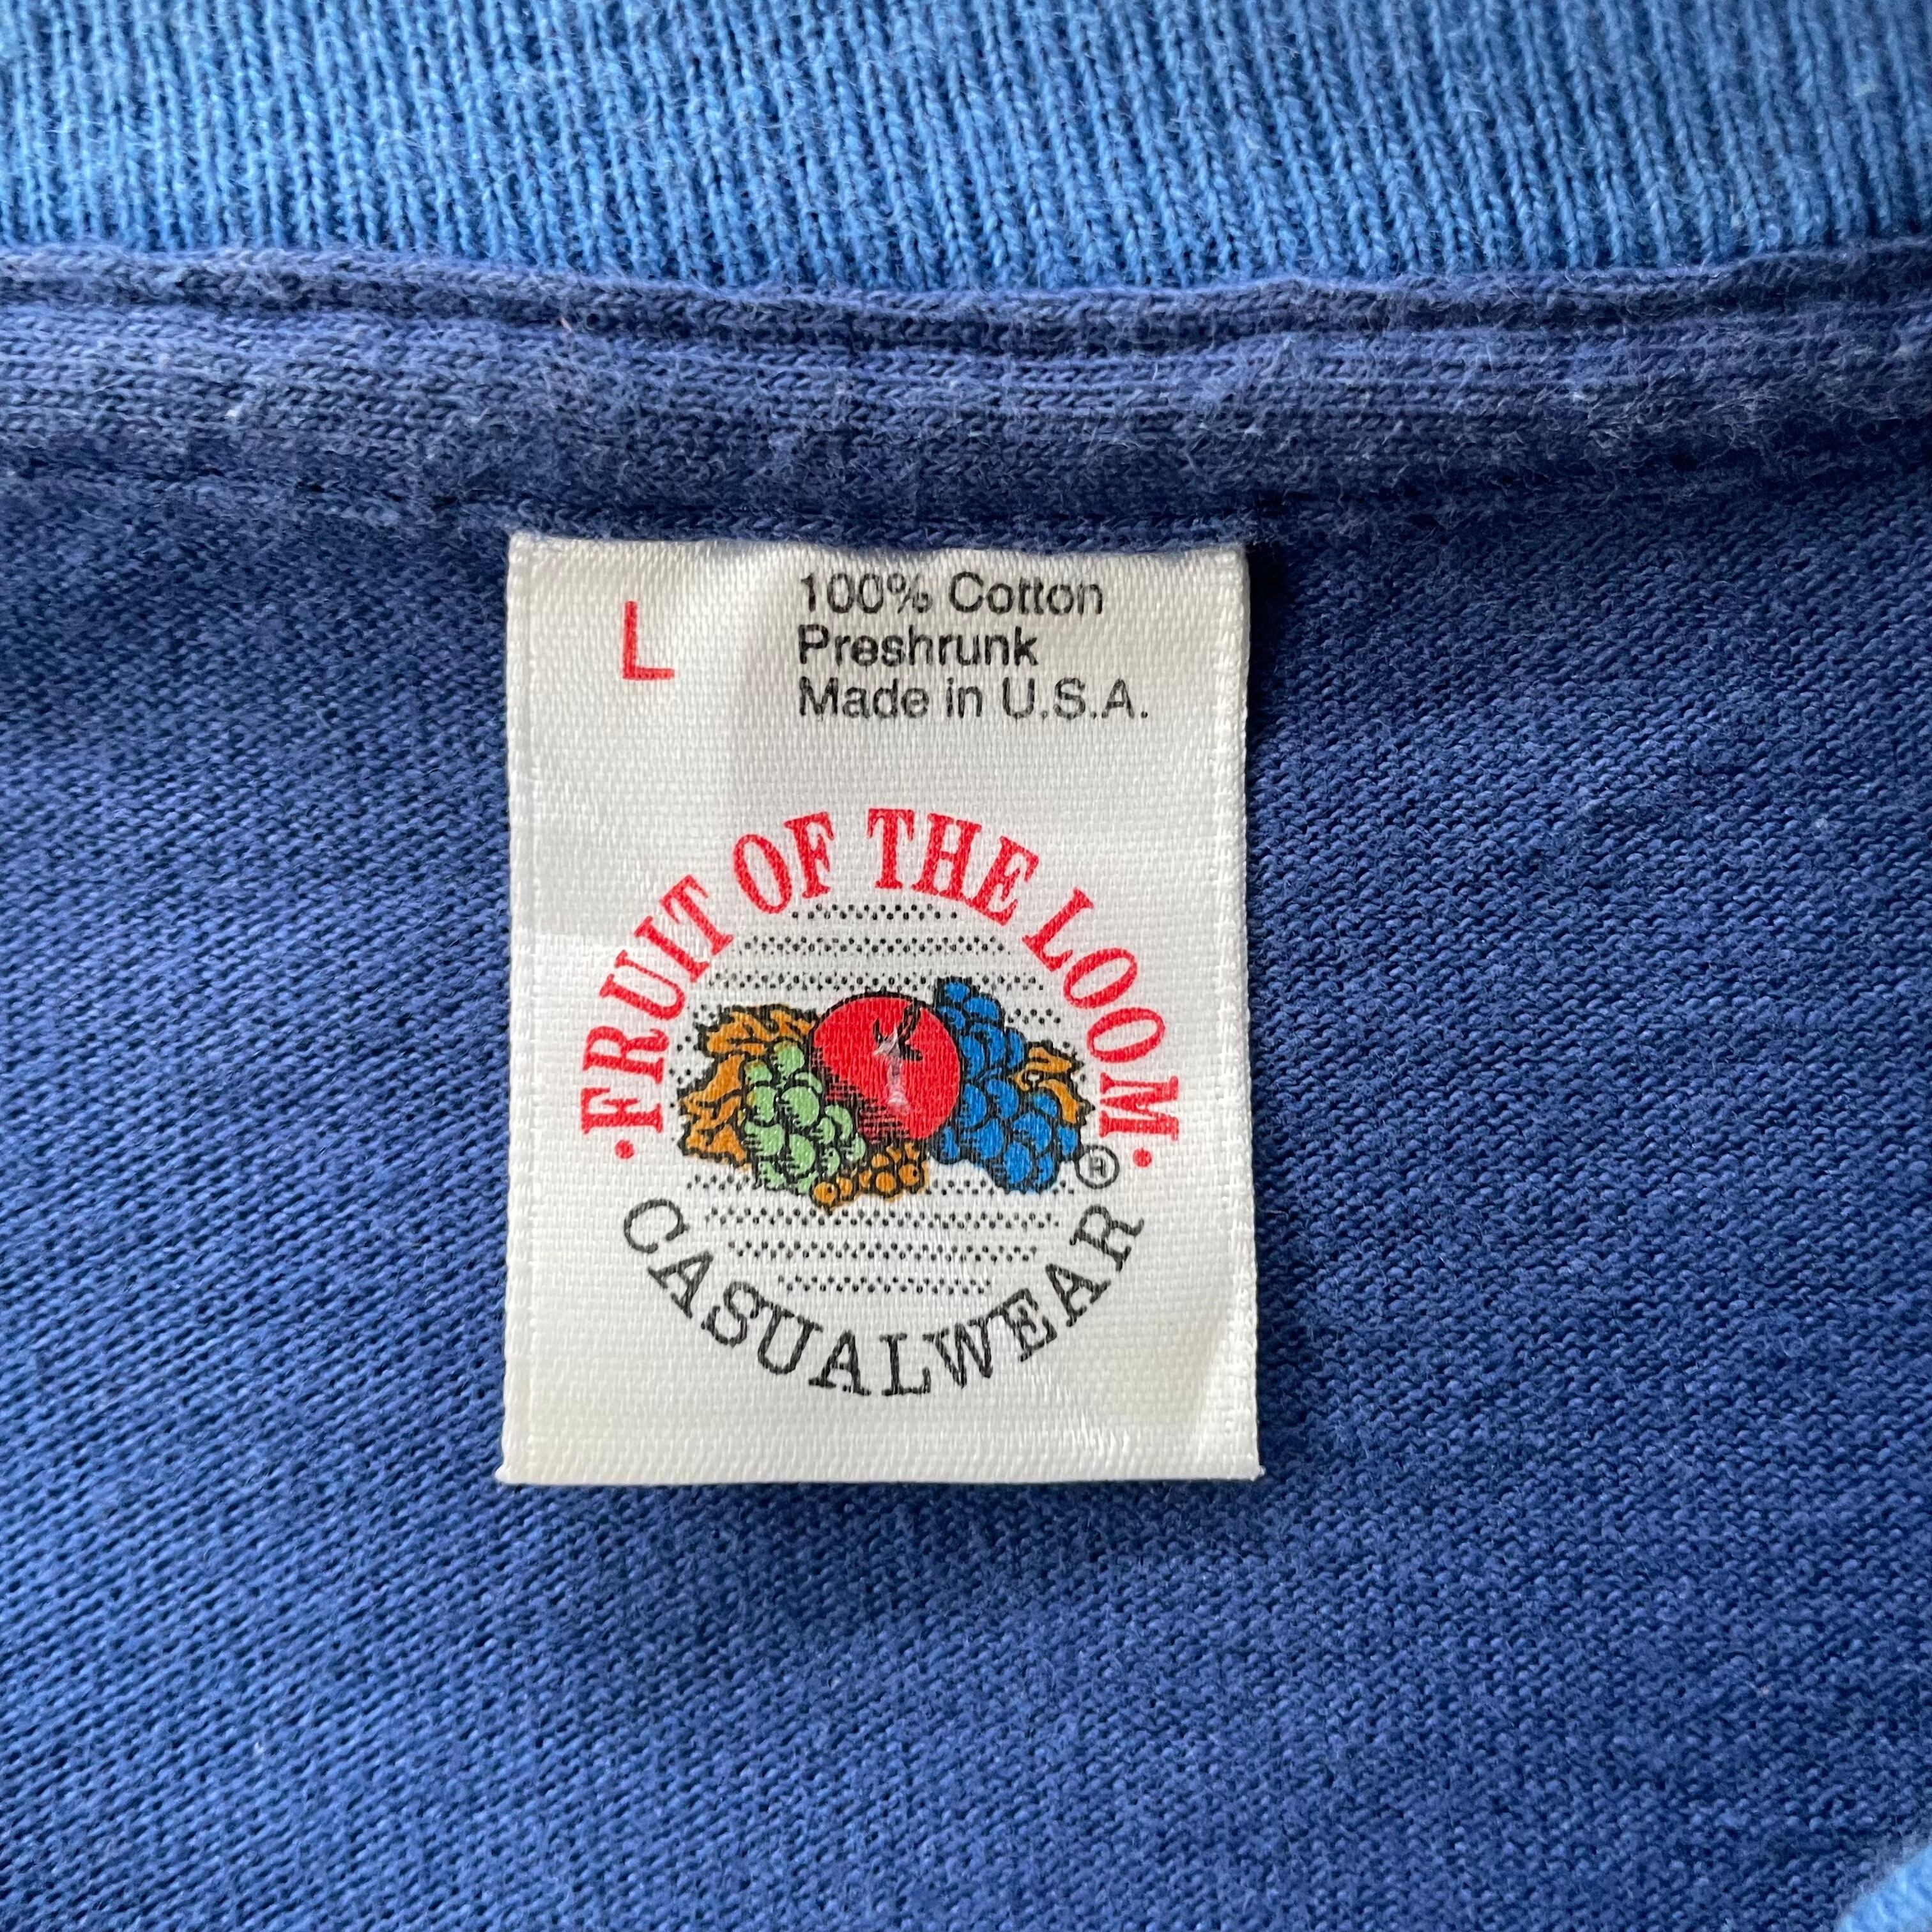 L
100% Cotton
Preshrunk
Made in U.S.A.
· FRUIT OF THE LOOM ·
®
CASUALWEAR